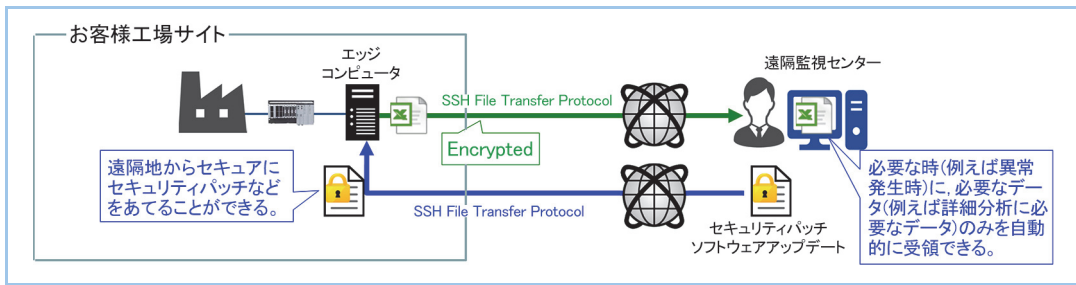 お客様工場サイト
エッジ
コンピュータ
遠隔監視センター
SSH File Transfer Protocol
Encrypted
遠隔地からセキュアに
セキュリティパッチなど
をあてることができる。
SSH File Transfer Protocol
セキュリティパッチ
ソフトウェアアップデート
必要な時(例えば異常
発生時)に，必要なデー
タ(例えば詳細分析に必
要なデータ)のみを自動
的に受領できる。